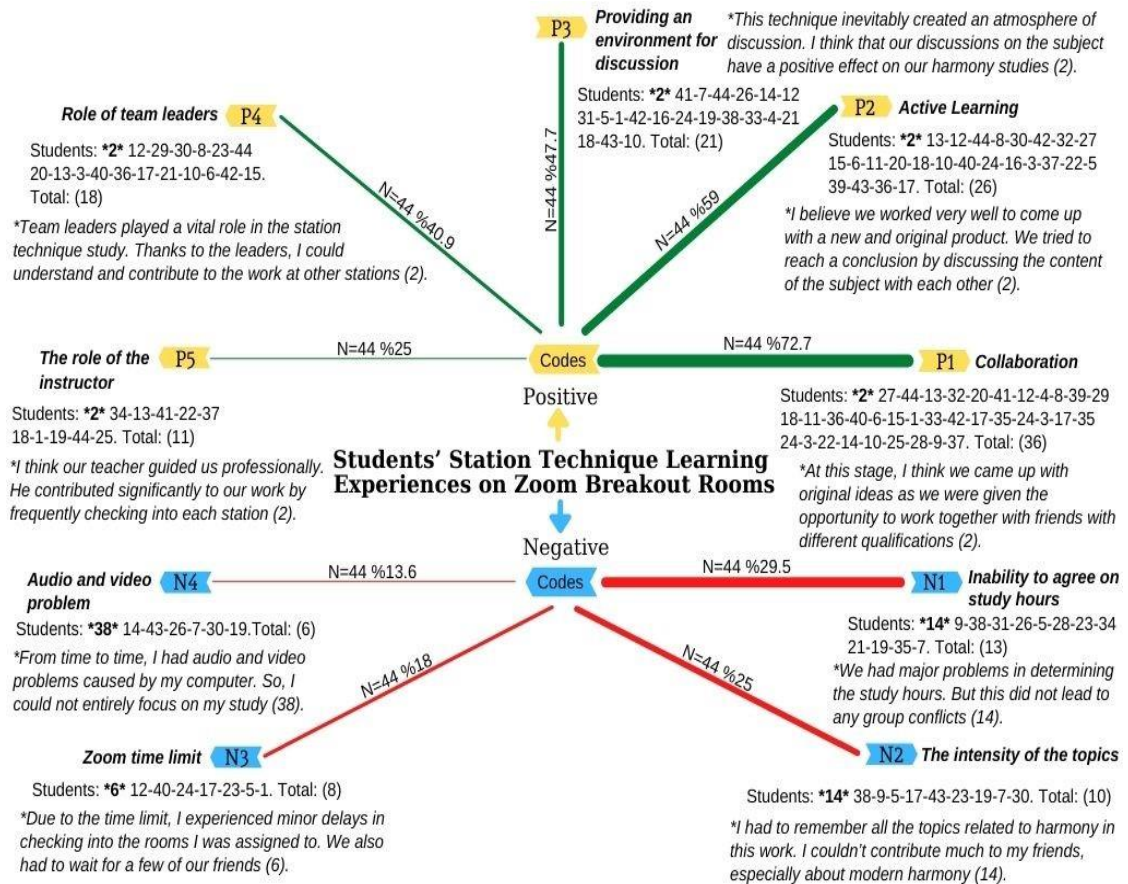 P3
Providing an
environment for
discussion
*This technique inevitably created an atmosphere of
discussion. I think that our discussions on the subject
have a positive effect on our harmony studies (2).
Students: *2* 41-7-44-26-14-12
31-5-1-42-16-24-19-38-33-4-21
18-43-10. Total: (21)
N=44 %47.7
Role of team leaders
P4
Students: *2* 12-29-30-8-23-44
20-13-3-40-36-17-21-10-6-42-15.
Total: (18)
*Team leaders played a vital role in the station
technique study. Thanks to the leaders, I could
understand and contribute to the work at other stations (2).
N=44 %40.9
P2
Active Learning
Students: *2* 13-12-44-8-30-42-32-27
15-6-11-20-18-10-40-24-16-3-37-22-5
39-43-36-17. Total: (26)
*I believe we worked very well to come up
with a new and original product. We tried to
reach a conclusion by discussing the content
of the subject with each other (2).
N=44 %59
The role of the
instructor
P5
N=44 %25
Students: *2* 34-13-41-22-37
18-1-19-44-25. Total: (11)
*I think our teacher guided us professionally.
He contributed significantly to our work by
frequently checking into each station (2).
Codes
Positive
N=44 %72.7
P1
Collaboration
Students: *2* 27-44-13-32-20-41-12-4-8-39-29
18-11-36-40-6-15-1-33-42-17-35-24-3-17-35
24-3-22-14-10-25-28-9-37. Total: (36)
*At this stage, I think we came up with
original ideas as we were given the
opportunity to work together with friends with
different qualifications (2).
Students' Station Technique Learning
Experiences on Zoom Breakout Rooms
Negative
Codes
Audio and video
problem
N4
N=44 %13.6
Students: *38* 14-43-26-7-30-19.Total: (6)
*From time to time, I had audio and video
problems caused by my computer. So, I
could not entirely focus on my study (38).
N=44 %29.5
N1
Inability to agree on
study hours
Students: *14* 9-38-31-26-5-28-23-34
21-19-35-7. Total: (13)
*We had major problems in determining
the study hours. But this did not lead to
any group conflicts (14).
N=44 %18
Zoom time limit
N3
Students: *6* 12-40-24-17-23-5-1. Total: (8)
*Due to the time limit, I experienced minor delays in
checking into the rooms I was assigned to. We also
had to wait for a few of our friends (6).
N=44 %25
N2
The intensity of the topics
Students: *14* 38-9-5-17-43-23-19-7-30. Total: (10)
*I had to remember all the topics related to harmony in
this work. I couldn't contribute much to my friends,
especially about modern harmony (14).